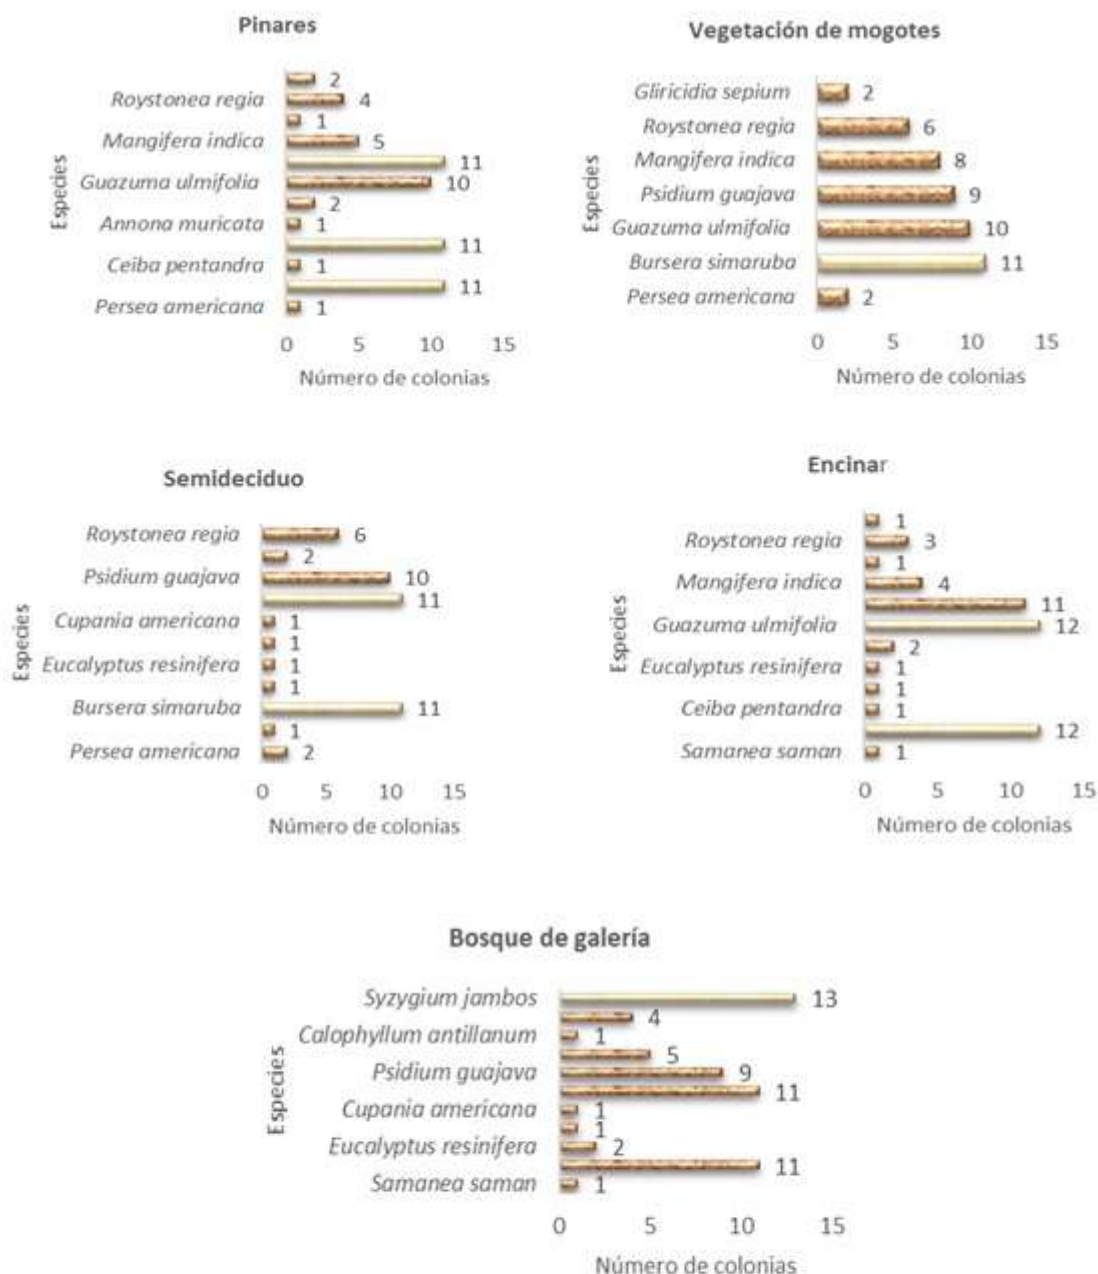 Pinares
Especies
2
Roystonea regia 4
1
Mangifera indica 5
11
Guazuma ulmifolia 10
2
Annona muricata 1
11
Ceiba pentandra 1
11
Persea americana 1
0 5 10 15
Número de colonias
Vegetación de mogotes
Especies
Gliricidia sepium 2
Roystonea regia 6
Mangifera indica 8
Psidium guajava 9
Guazuma ulmifolia 10
Bursera simaruba 11
Persea americana 2
0 5 10 15
Número de colonias
Semideciduo
Especies
Roystonea regia 6
2
Psidium guajava 10
11
Cupania americana 1
1
Eucalyptus resinifera 1
1
Bursera simaruba 11
1
Persea americana 2
0 5 10 15
Número de colonias
Encinar
Especies
1
Roystonea regia 3
1
Mangifera indica 4
11
Guazuma ulmifolia 12
2
Eucalyptus resinifera 1
1
Ceiba pentandra 1
12
Samanea saman 1
0 5 10 15
Número de colonias
Bosque de galería
Especies
Syzygium jambos 13
4
Calophyllum antillanum 1
5
Psidium guajava 9
11
Cupania americana 1
1
Eucalyptus resinifera 2
11
Samanea saman 1
0 5 10 15
Número de colonias